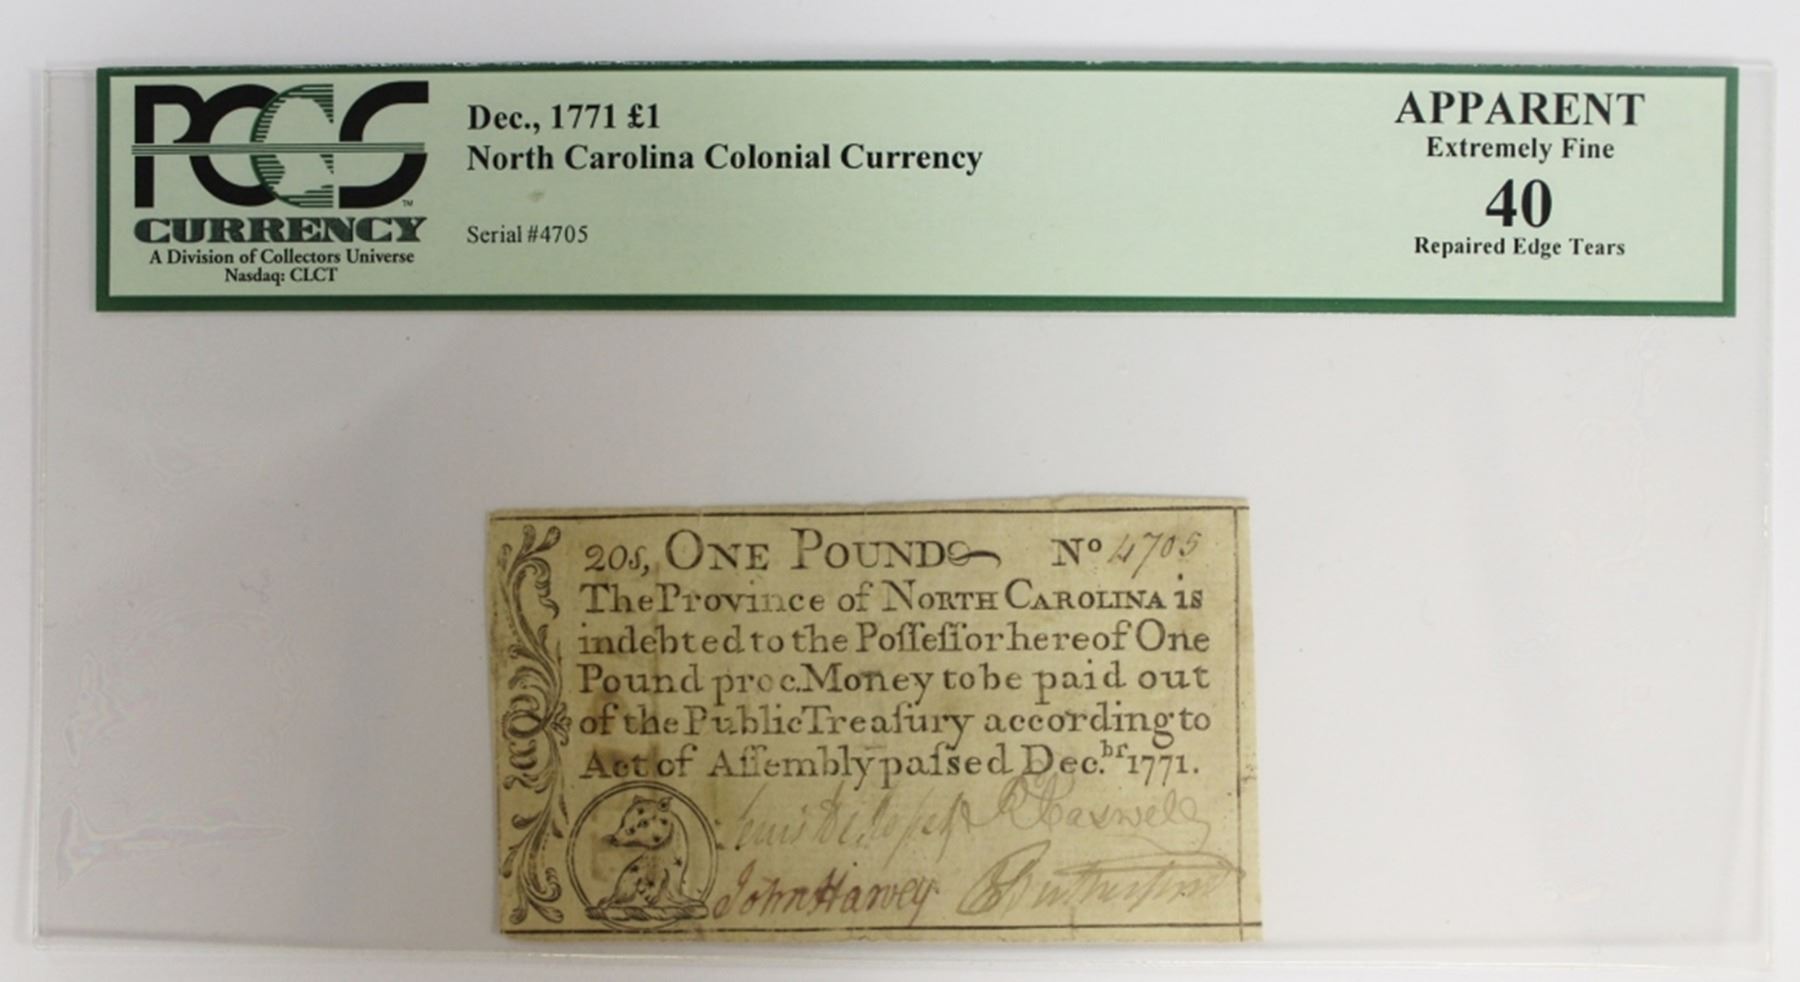 PCGS
CURRENCY
A Division of Collectors Universe
Nasdaq: CLCT
Dec., 1771 £1
North Carolina Colonial Currency
Serial #4705
APPARENT
Extremely Fine
40
Repaired Edge Tears
20s, ONE POUND No 4705
The Province of NORTH CAROLINA is
indebted to the Poſſeſſor hereof One
Pound proc. Money to be paid out
of the Public Treaſury according to
Act of Aſſembly paſsed Dec.br 1771.
Lewis R Caswell
John Harvey Rutherfurd